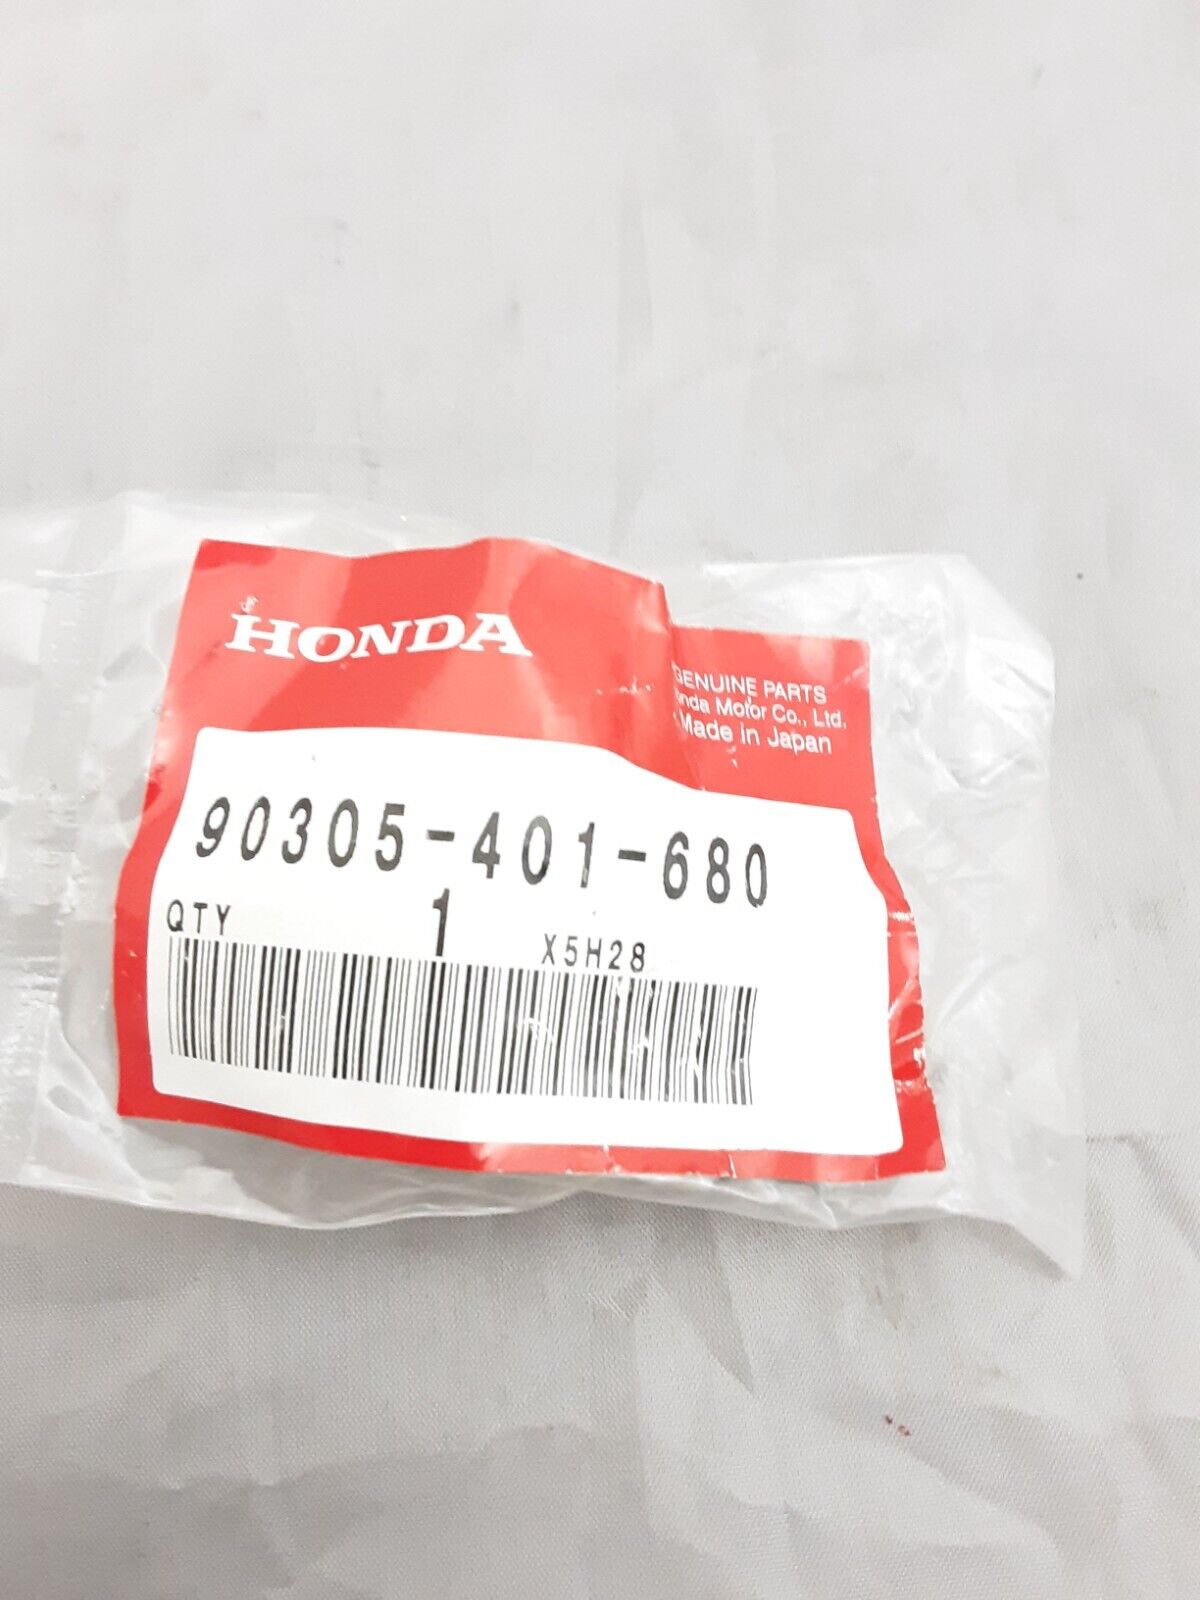 HONDA
GENUINE PARTS
Honda Motor Co., Ltd.
Made in Japan
90305-401-680
QTY 1 X5H28